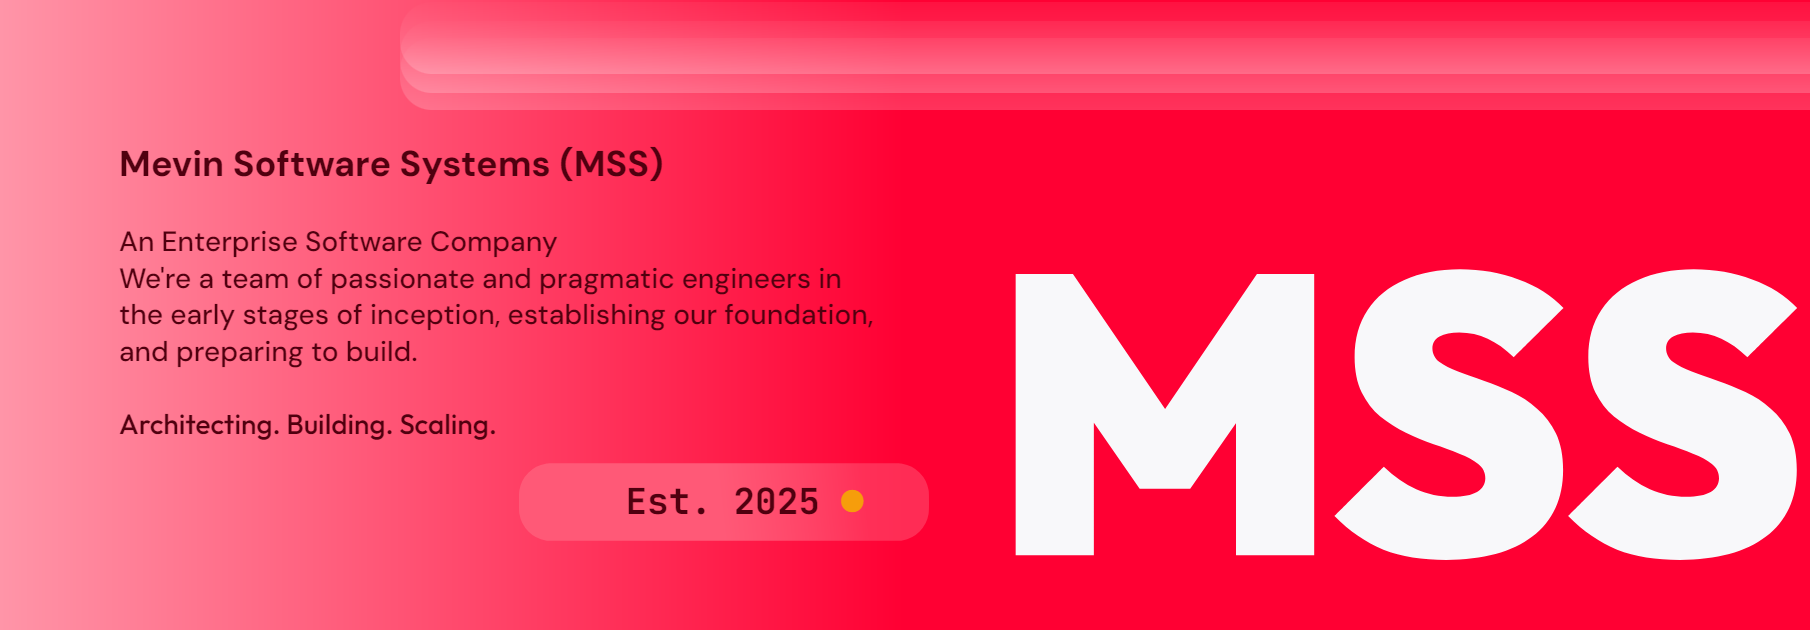 Mevin Software Systems (MSS)
An Enterprise Software Company
We're a team of passionate and pragmatic engineers in
the early stages of inception, establishing our foundation,
and preparing to build.
Architecting. Building. Scaling.
Est. 2025
MSS